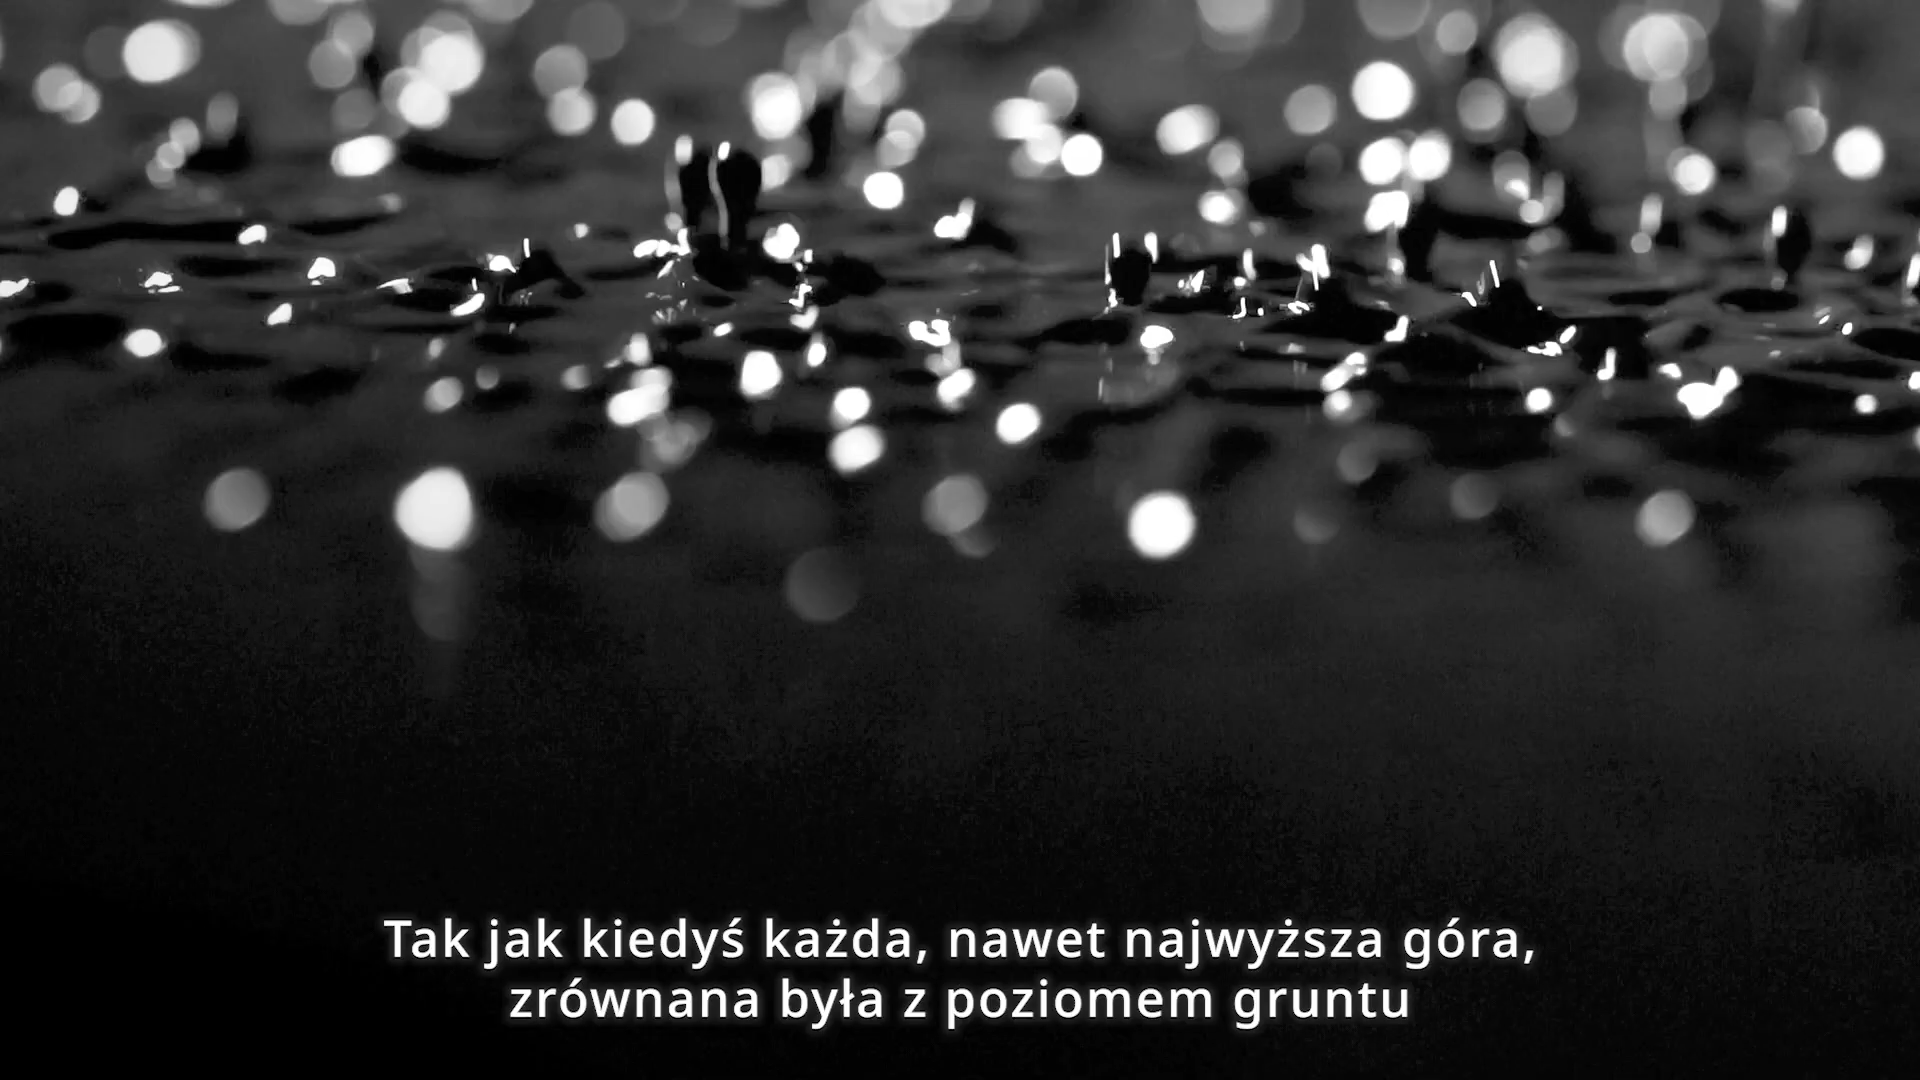 Tak jak kiedyś każda, nawet najwyższa góra,
zrównana była z poziomem gruntu